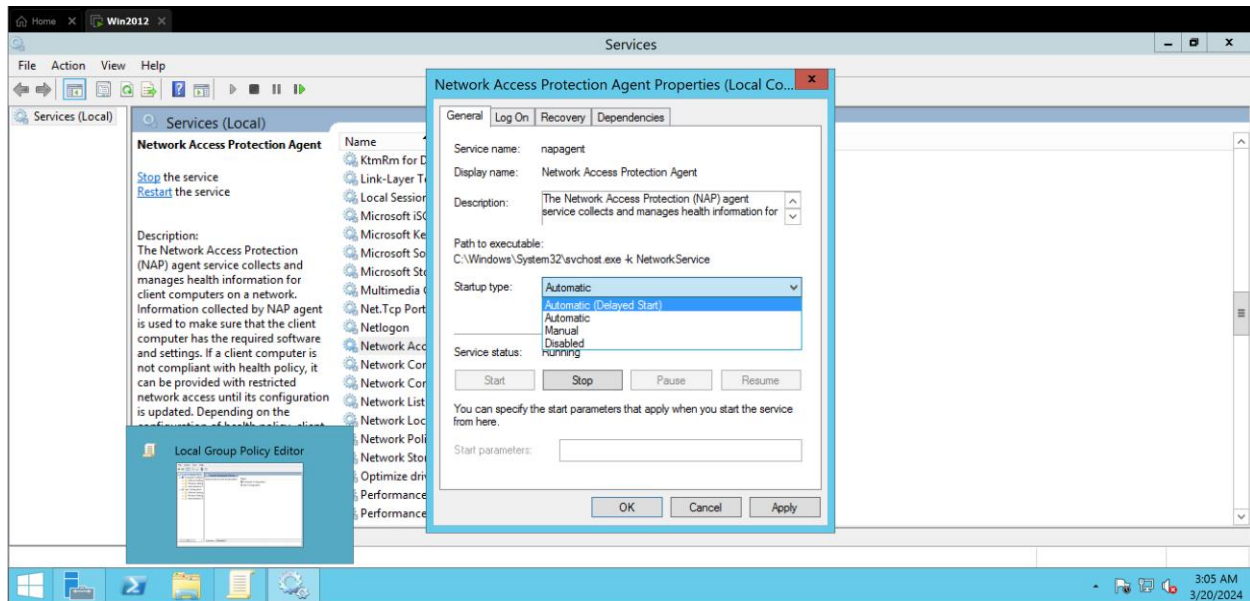 Home
Win2012
Services
File Action View Help
Services (Local)
Services (Local)
Network Access Protection Agent
Stop the service
Restart the service
Description:
The Network Access Protection
(NAP) agent service collects and
manages health information for
client computers on a network.
Information collected by NAP agent
is used to make sure that the client
computer has the required software
and settings. If a client computer is
not compliant with health policy, it
can be provided with restricted
network access until its configuration
is updated. Depending on the
Name
KtmRm for D
Link-Layer T
Local Session
Microsoft iSC
Microsoft Ke
Microsoft So
Microsoft Sto
Multimedia
Net.Tcp Port
Netlogon
Network Acc
Network Con
Network Con
Network List
Network Loc
Network Poli
Network Stor
Optimize driv
Performance
Performance
Network Access Protection Agent Properties (Local Co...
General Log On Recovery Dependencies
Service name: napagent
Display name: Network Access Protection Agent
Description: The Network Access Protection (NAP) agent
service collects and manages health information for
Path to executable:
C:\Windows\System32\svchost.exe -k NetworkService
Startup type: Automatic
Automatic (Delayed Start)
Automatic
Manual
Disabled
Service status: Running
Start Stop Pause Resume
You can specify the start parameters that apply when you start the service
from here.
Start parameters:
OK Cancel Apply
Local Group Policy Editor
3:05 AM
3/20/2024